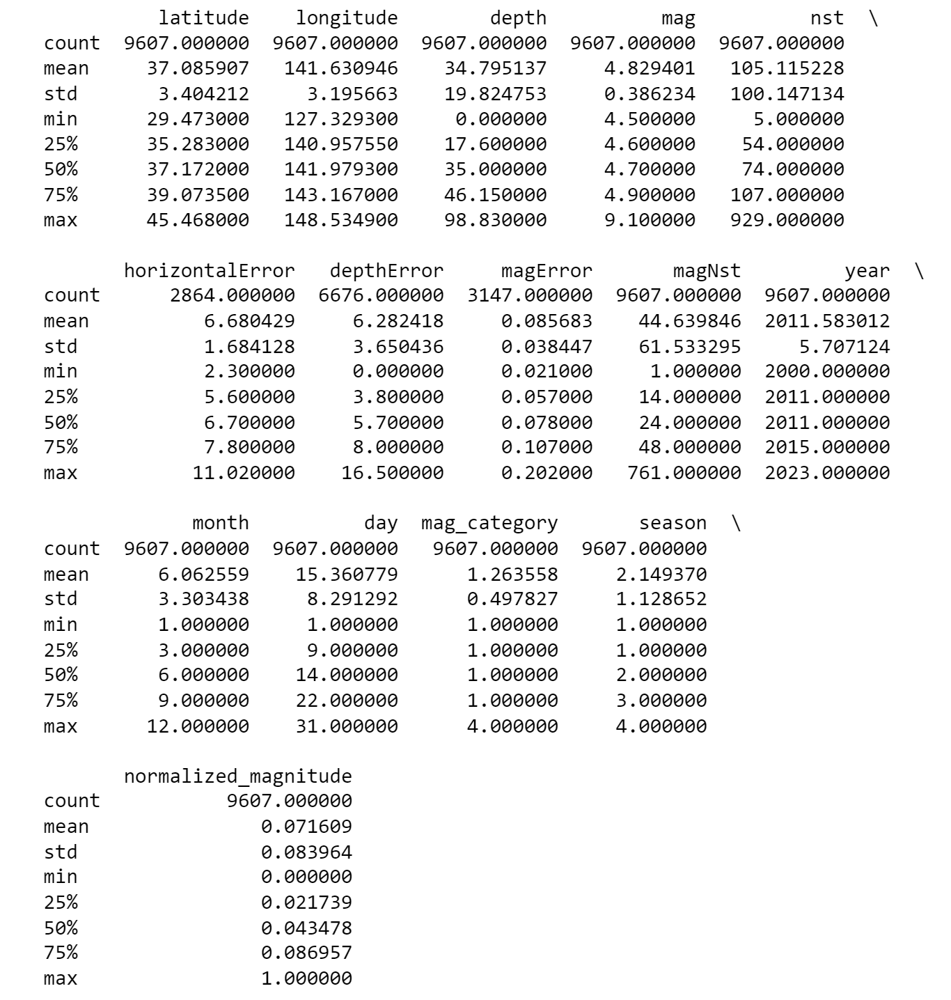 latitude longitude depth mag nst \
count 9607.000000 9607.000000 9607.000000 9607.000000 9607.000000
mean 37.085907 141.630946 34.795137 4.829401 105.115228
std 3.404212 3.195663 19.824753 0.386234 100.147134
min 29.473000 127.329300 0.000000 4.500000 5.000000
25% 35.283000 140.957550 17.600000 4.600000 54.000000
50% 37.172000 141.979300 35.000000 4.700000 74.000000
75% 39.073500 143.167000 46.150000 4.900000 107.000000
max 45.468000 148.534900 98.830000 9.100000 929.000000
horizontalError depthError magError magNst year \
count 2864.000000 6676.000000 3147.000000 9607.000000 9607.000000
mean 6.680429 6.282418 0.085683 44.639846 2011.583012
std 1.684128 3.650436 0.038447 61.533295 5.707124
min 2.300000 0.000000 0.021000 1.000000 2000.000000
25% 5.600000 3.800000 0.057000 14.000000 2011.000000
50% 6.700000 5.700000 0.078000 24.000000 2011.000000
75% 7.800000 8.000000 0.107000 48.000000 2015.000000
max 11.020000 16.500000 0.202000 761.000000 2023.000000
month day mag_category season \
count 9607.000000 9607.000000 9607.000000 9607.000000
mean 6.062559 15.360779 1.263558 2.149370
std 3.303438 8.291292 0.497827 1.128652
min 1.000000 1.000000 1.000000 1.000000
25% 3.000000 9.000000 1.000000 1.000000
50% 6.000000 14.000000 1.000000 2.000000
75% 9.000000 22.000000 1.000000 3.000000
max 12.000000 31.000000 4.000000 4.000000
normalized_magnitude
count 9607.000000
mean 0.071609
std 0.083964
min 0.000000
25% 0.021739
50% 0.043478
75% 0.086957
max 1.000000